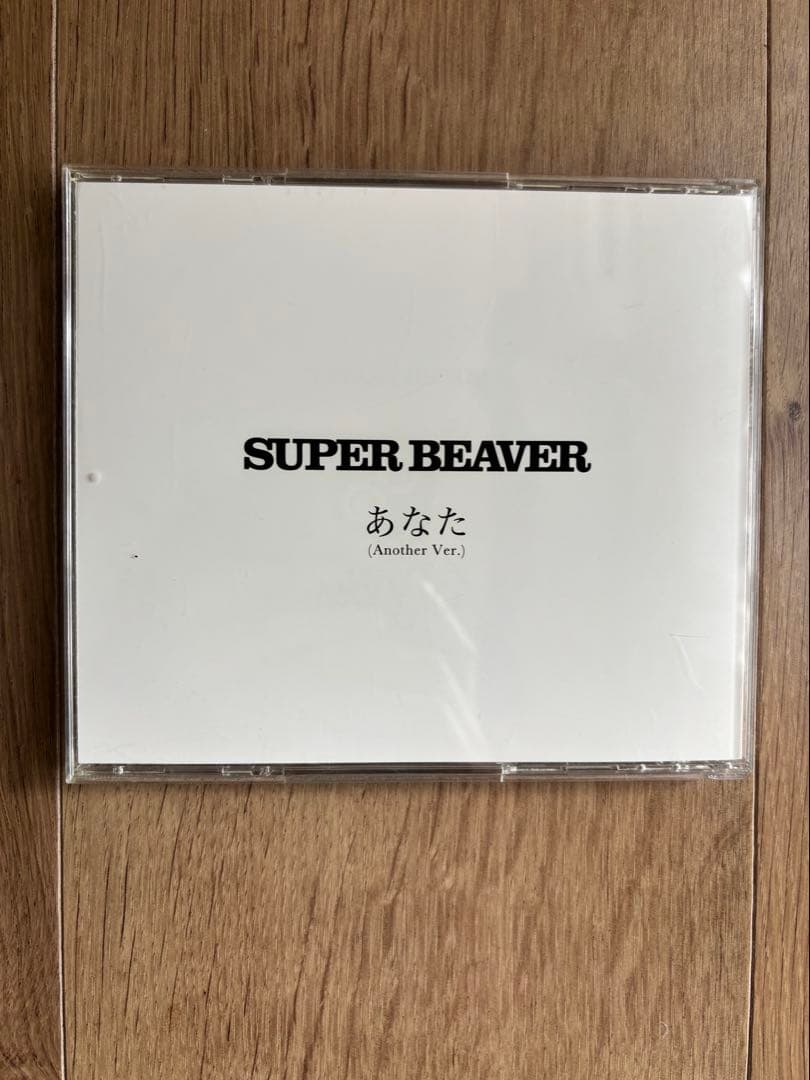 SUPER BEAVER
あなた
(Another Ver.)